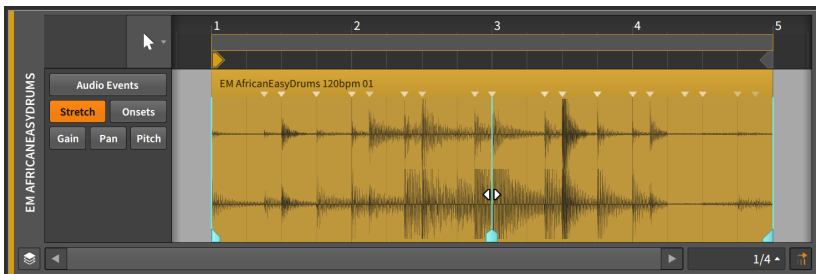 1 2 3 4 5
EM AFRICANEASYDRUMS
Audio Events
EM AfricanEasyDrums 120bpm 01
Stretch Onsets
Gain Pan Pitch
1/4